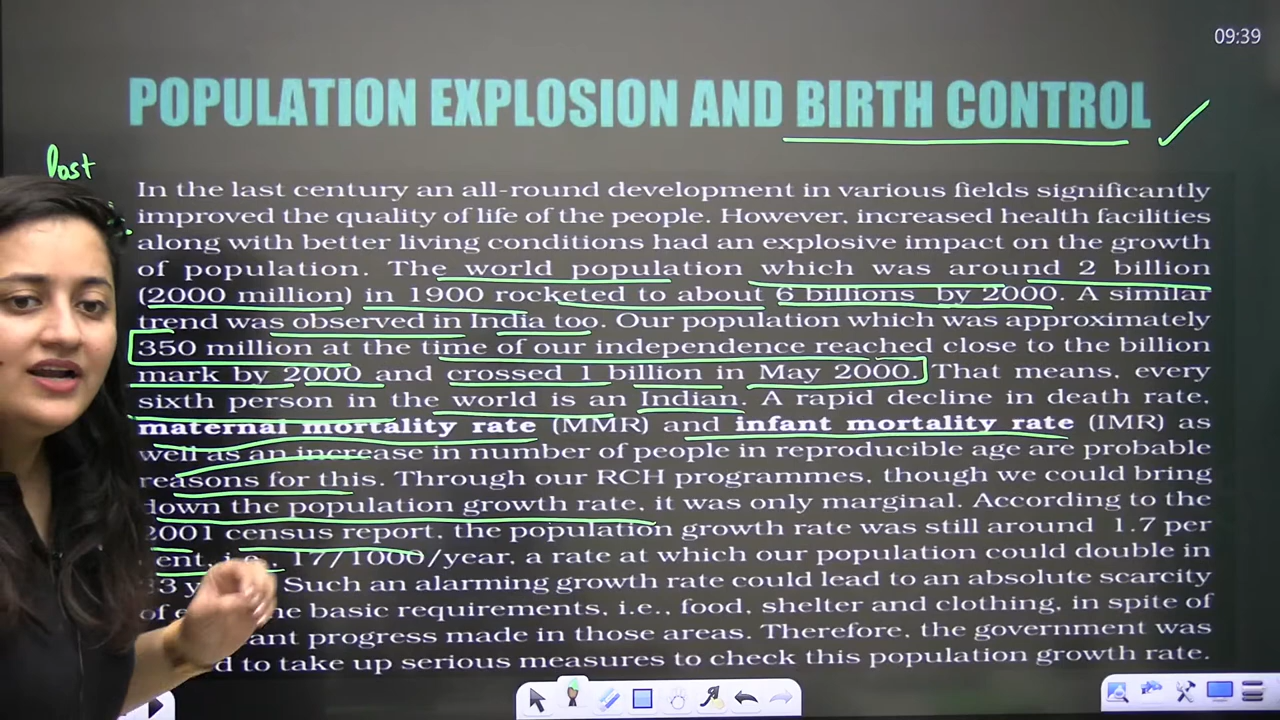 09:39
POPULATION EXPLOSION AND BIRTH CONTROL
last
In the last century an all-round development in various fields significantly
improved the quality of life of the people. However, increased health facilities
along with better living conditions had an explosive impact on the growth
of population. The world population which was around 2 billion
(2000 million) in 1900 rocketed to about 6 billions by 2000. A similar
trend was observed in India too. Our population which was approximately
350 million at the time of our independence reached close to the billion
mark by 2000 and crossed 1 billion in May 2000. That means, every
sixth person in the world is an Indian. A rapid decline in death rate,
maternal mortality rate (MMR) and infant mortality rate (IMR) as
well as an increase in number of people in reproducible age are probable
reasons for this. Through our RCH programmes, though we could bring
down the population growth rate, it was only marginal. According to the
2001 census report, the population growth rate was still around 1.7 per
ent, i.e., 17/1000/year, a rate at which our population could double in
33 y Such an alarming growth rate could lead to an absolute scarcity
of e ne basic requirements, i.e., food, shelter and clothing, in spite of
ant progress made in those areas. Therefore, the government was
d to take up serious measures to check this population growth rate.